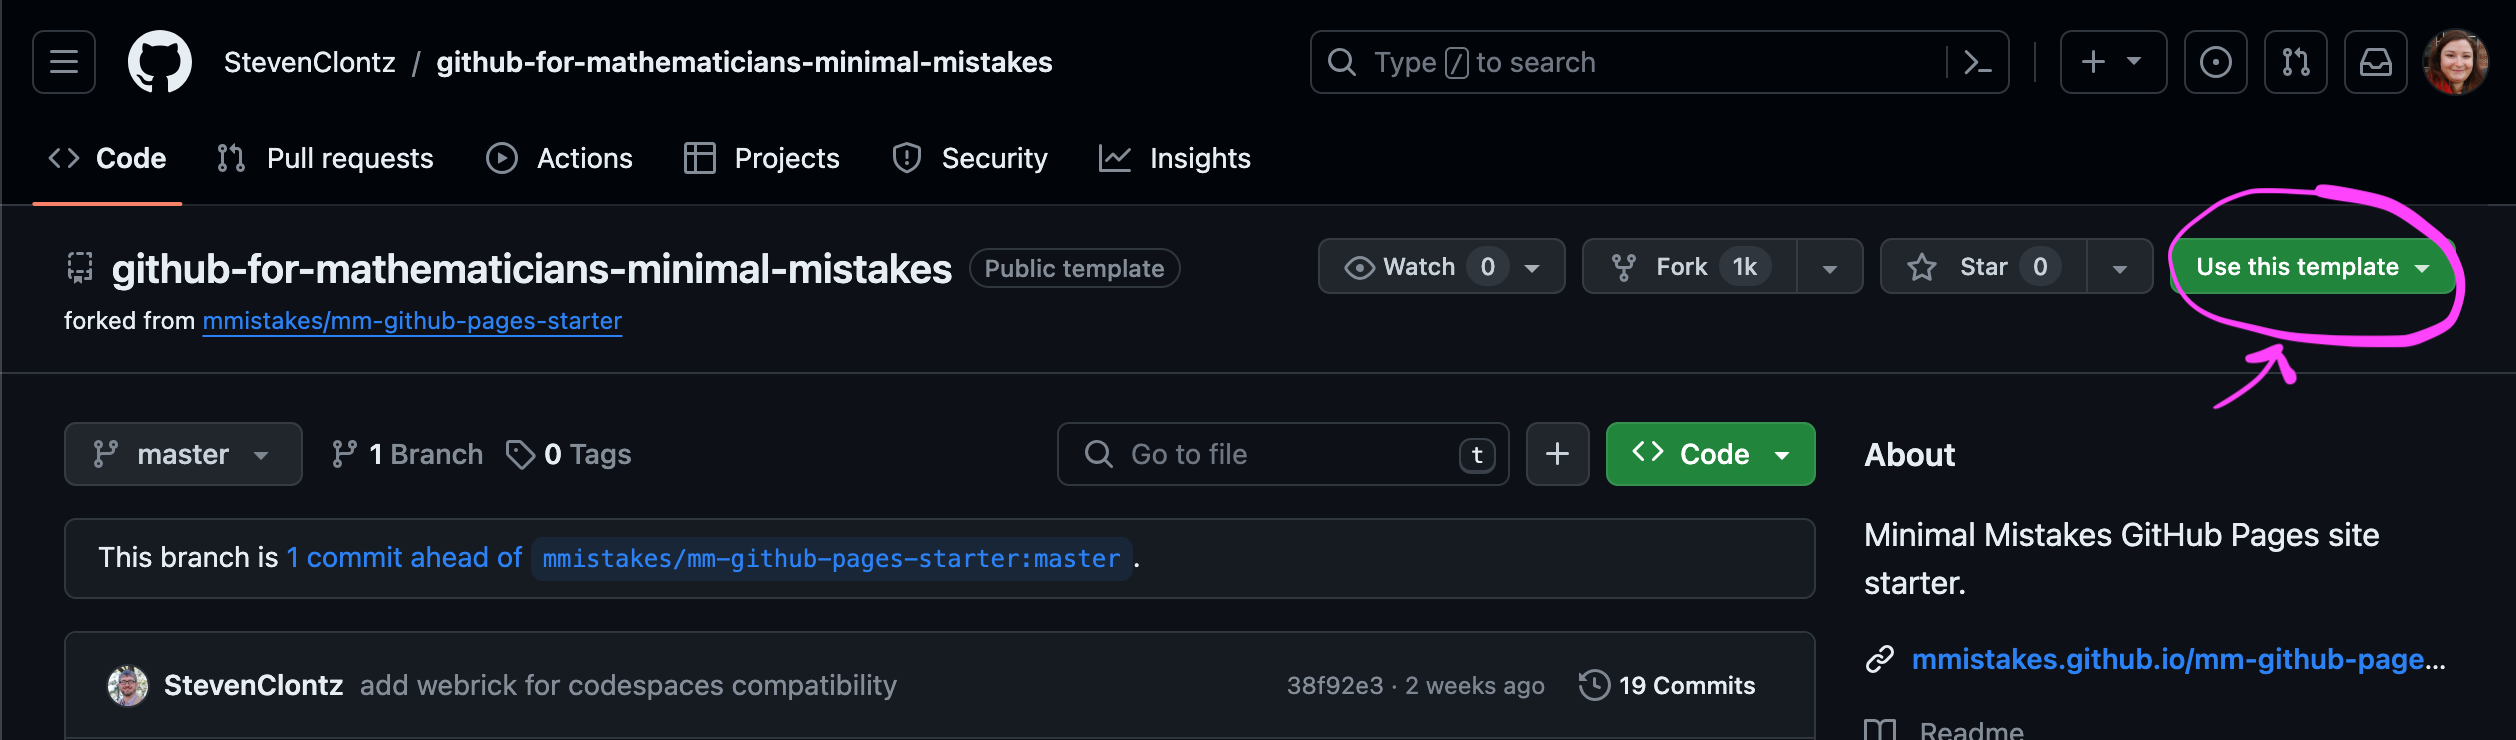 StevenClontz / github-for-mathematicians-minimal-mistakes
Type / to search
Code
Pull requests
Actions
Projects
Security
Insights
github-for-mathematicians-minimal-mistakes
Public template
Watch 0
Fork 1k
Star 0
Use this template
forked from mmistakes/mm-github-pages-starter
master
1 Branch
0 Tags
Go to file
t
Code
About
This branch is 1 commit ahead of mmistakes/mm-github-pages-starter:master .
Minimal Mistakes GitHub Pages site
starter.
mmistakes.github.io/mm-github-page...
StevenClontz add webrick for codespaces compatibility
38f92e3 · 2 weeks ago
19 Commits
Readme